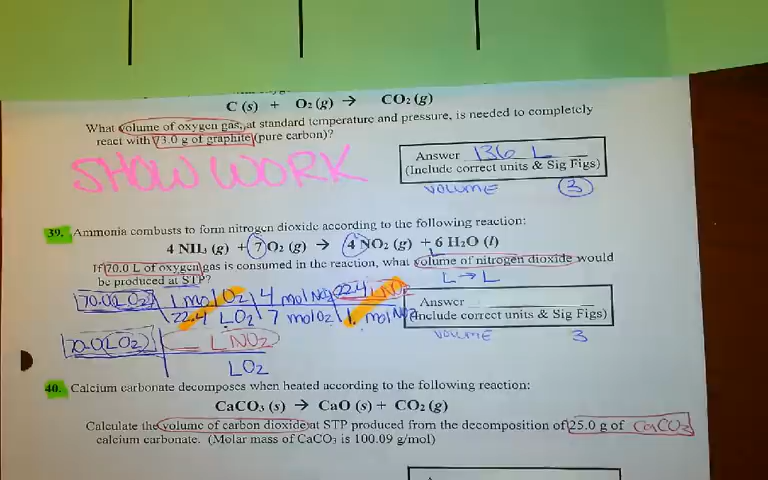 C (s) + O₂ (g) → CO₂ (g)
What volume of oxygen gas, at standard temperature and pressure, is needed to completely
react with 73.0 g of graphite (pure carbon)?
SHOW WORK
Answer 136 L
(Include correct units & Sig Figs)
VOLUME 3
39. Ammonia combusts to form nitrogen dioxide according to the following reaction:
4 NH₃ (g) + 7 O₂ (g) → 4 NO₂ (g) + 6 H₂O (l)
If 70.0 L of oxygen gas is consumed in the reaction, what volume of nitrogen dioxide would
be produced at STP?
L → L
70.0 L O₂ | 1 mol O₂ | 4 mol NO₂ | 22.4 L NO₂
22.4 L O₂ | 7 mol O₂ | 1 mol NO₂
Answer
(Include correct units & Sig Figs)
VOLUME 3
70.0 L O₂ | L NO₂
L O₂
40. Calcium carbonate decomposes when heated according to the following reaction:
CaCO₃ (s) → CaO (s) + CO₂ (g)
Calculate the volume of carbon dioxide at STP produced from the decomposition of 25.0 g of CaCO₃
calcium carbonate. (Molar mass of CaCO₃ is 100.09 g/mol)